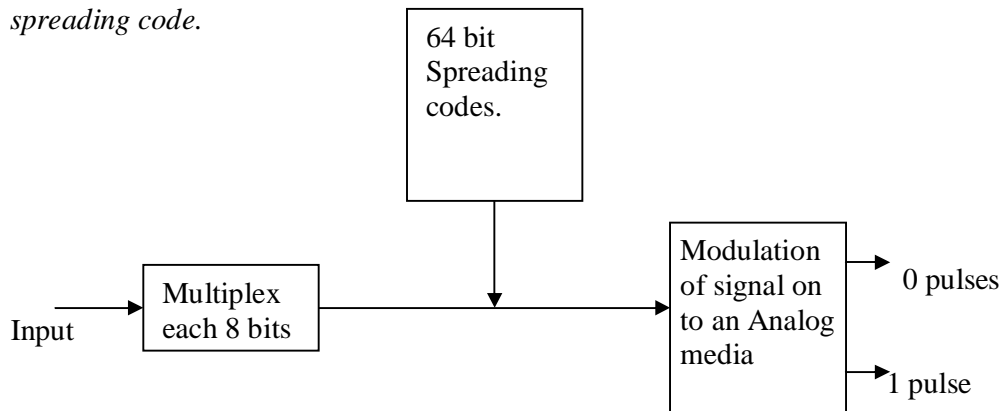 spreading code.
64 bit
Spreading
codes.
Multiplex
each 8 bits
Input
Modulation
of signal on
to an Analog
media
0 pulses
1 pulse